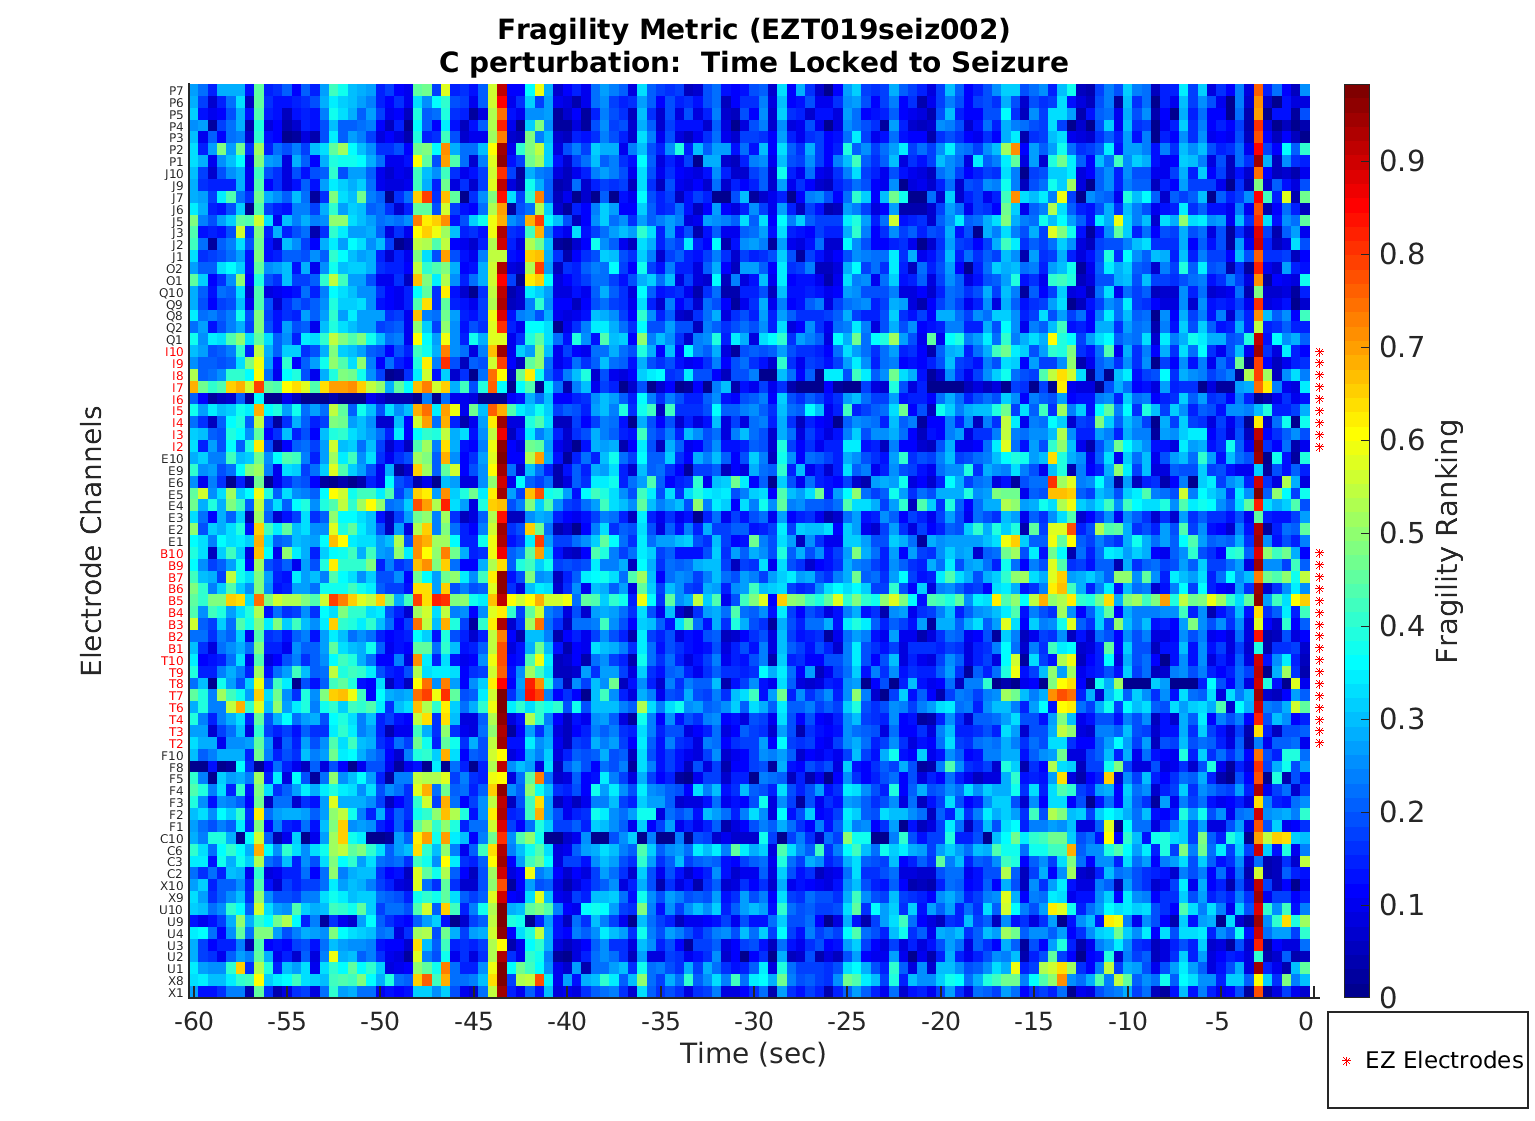 Fragility Metric (EZT019seiz002)
C perturbation:  Time Locked to Seizure
Electrode Channels
P7
P6
P5
P4
P3
P2
P1
J10
J9
J7
J6
J5
J3
J2
J1
O2
O1
Q10
Q9
Q8
Q2
Q1
I10
I9
I8
I7
I6
I5
I4
I3
I2
E10
E9
E6
E5
E4
E3
E2
E1
B10
B9
B7
B6
B5
B4
B3
B2
B1
T10
T9
T8
T7
T6
T4
T3
T2
F10
F8
F5
F4
F3
F2
F1
C10
C6
C3
C2
X10
X9
U10
U9
U4
U3
U2
U1
X8
X1
-60 -55 -50 -45 -40 -35 -30 -25 -20 -15 -10 -5 0
Time (sec)
0.9
0.8
0.7
0.6
0.5
0.4
0.3
0.2
0.1
0
Fragility Ranking
EZ Electrodes